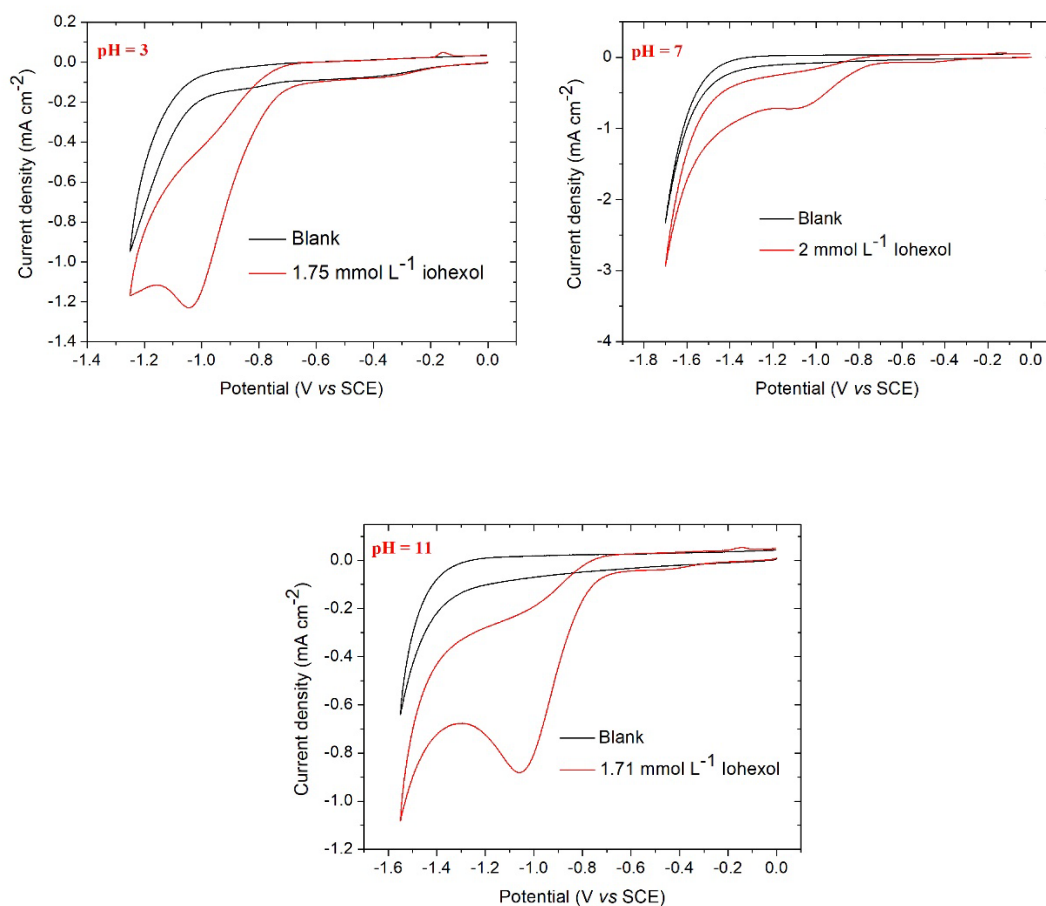 pH = 3
0.2
0.0
-0.2
-0.4
-0.6
-0.8
-1.0
-1.2
-1.4
Current density (mA cm-2)
Blank
1.75 mmol L-1 iohexol
-1.4 -1.2 -1.0 -0.8 -0.6 -0.4 -0.2 0.0
Potential (V vs SCE)
pH = 7
0
-1
-2
-3
-4
Current density (mA cm-2)
Blank
2 mmol L-1 Iohexol
-1.8 -1.6 -1.4 -1.2 -1.0 -0.8 -0.6 -0.4 -0.2 0.0
Potential (V vs SCE)
pH = 11
0.0
-0.2
-0.4
-0.6
-0.8
-1.0
-1.2
Current density (mA cm-2)
Blank
1.71 mmol L-1 Iohexol
-1.6 -1.4 -1.2 -1.0 -0.8 -0.6 -0.4 -0.2 0.0
Potential (V vs SCE)